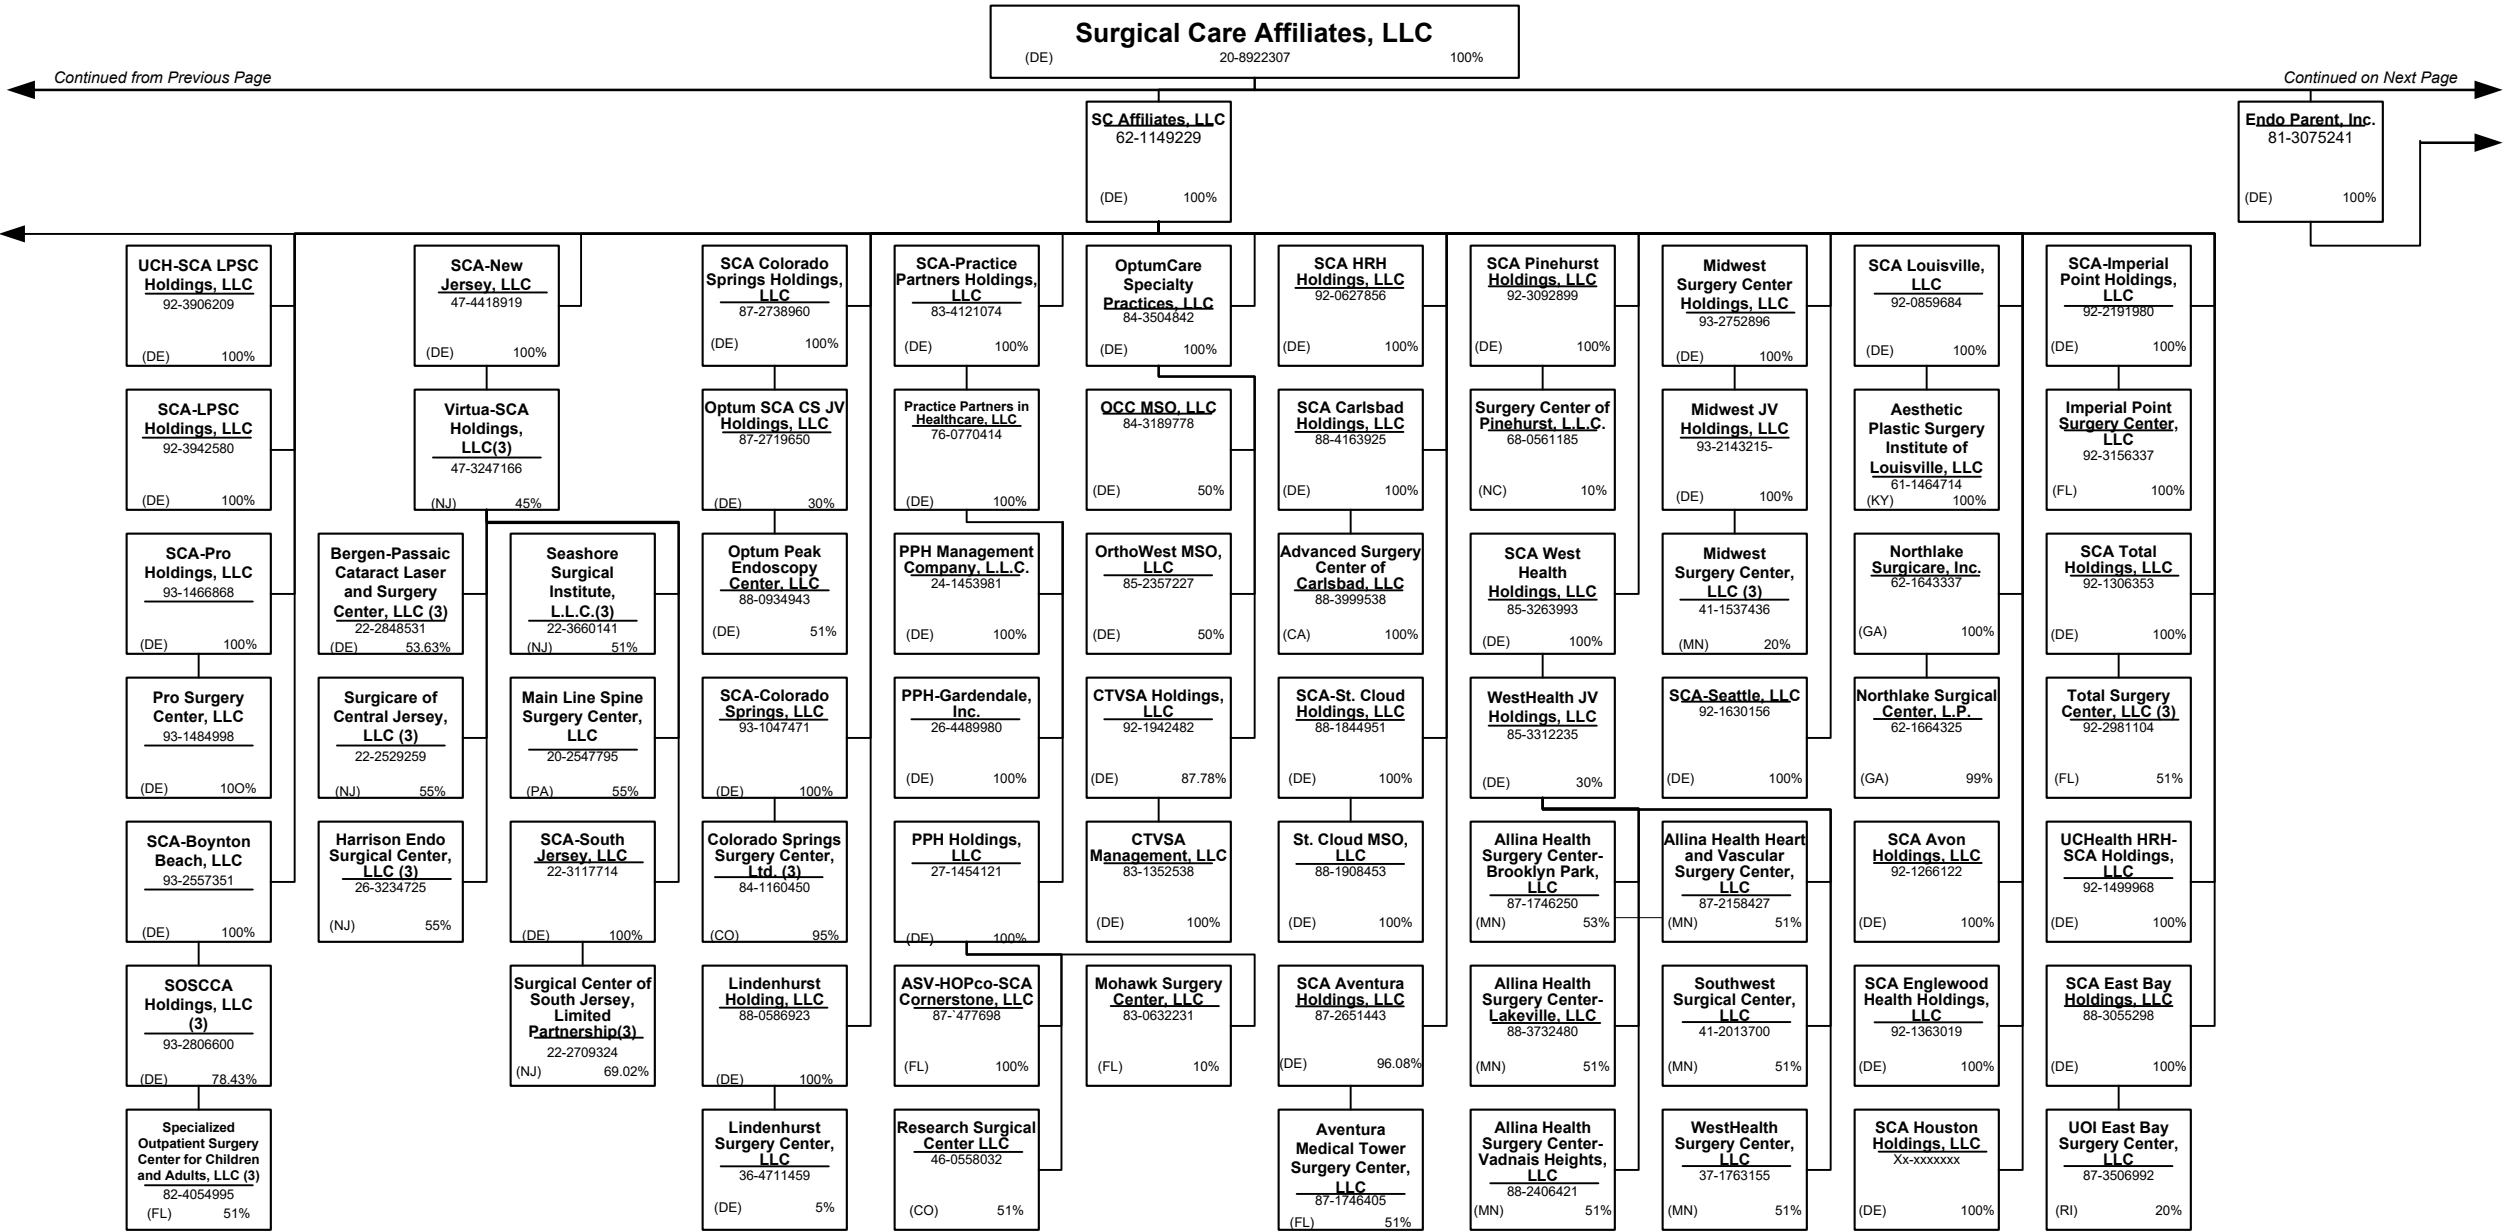 Surgical Care Affiliates, LLC
(DE) 20-8922307 100%
Continued from Previous Page
Continued on Next Page
SC Affiliates, LLC
62-1149229
(DE) 100%
Endo Parent, Inc.
81-3075241
(DE) 100%
UCH-SCA LPSC
Holdings, LLC
92-3906209
(DE) 100%
SCA-New
Jersey, LLC
47-4418919
(DE) 100%
SCA Colorado
Springs Holdings,
LLC
87-2738960
(DE) 100%
SCA-Practice
Partners Holdings,
LLC
83-4121074
(DE) 100%
OptumCare
Specialty
Practices, LLC
84-3504842
(DE) 100%
SCA HRH
Holdings, LLC
92-0627856
(DE) 100%
SCA Pinehurst
Holdings, LLC
92-3092899
(DE) 100%
Midwest
Surgery Center
Holdings, LLC
93-2752896
(DE) 100%
SCA Louisville,
LLC
92-0859684
(DE) 100%
SCA-Imperial
Point Holdings,
LLC
92-2191980
(DE) 100%
SCA-LPSC
Holdings, LLC
92-3942580
(DE) 100%
Virtua-SCA
Holdings,
LLC(3)
47-3247166
(NJ) 45%
Optum SCA CS JV
Holdings, LLC
87-2719650
(DE) 30%
Practice Partners in
Healthcare, LLC
76-0770414
(DE) 100%
OCC MSO, LLC
84-3189778
(DE) 50%
SCA Carlsbad
Holdings, LLC
88-4163925
(DE) 100%
Surgery Center of
Pinehurst, L.L.C.
68-0561185
(NC) 10%
Midwest JV
Holdings, LLC
93-2143215-
(DE) 100%
Aesthetic
Plastic Surgery
Institute of
Louisville, LLC
61-1464714
(KY) 100%
Imperial Point
Surgery Center,
LLC
92-3156337
(FL) 100%
SCA-Pro
Holdings, LLC
93-1466868
(DE) 100%
Bergen-Passaic
Cataract Laser
and Surgery
Center, LLC (3)
22-2848531
(DE) 53.63%
Seashore
Surgical
Institute,
L.L.C.(3)
22-3660141
(NJ) 51%
Optum Peak
Endoscopy
Center, LLC
88-0934943
(DE) 51%
PPH Management
Company, L.L.C.
24-1453981
(DE) 100%
OrthoWest MSO,
LLC
85-2357227
(DE) 50%
Advanced Surgery
Center of
Carlsbad, LLC
88-3999538
(CA) 100%
SCA West
Health
Holdings, LLC
85-3263993
(DE) 100%
Midwest
Surgery Center,
LLC (3)
41-1537436
(MN) 20%
Northlake
Surgicare, Inc.
62-1643337
(GA) 100%
SCA Total
Holdings, LLC
92-1306353
(DE) 100%
Pro Surgery
Center, LLC
93-1484998
(DE) 10O%
Surgicare of
Central Jersey,
LLC (3)
22-2529259
(NJ) 55%
Main Line Spine
Surgery Center,
LLC
20-2547795
(PA) 55%
SCA-Colorado
Springs, LLC
93-1047471
(DE) 100%
PPH-Gardendale,
Inc.
26-4489980
(DE) 100%
CTVSA Holdings,
LLC
92-1942482
(DE) 87.78%
SCA-St. Cloud
Holdings, LLC
88-1844951
(DE) 100%
WestHealth JV
Holdings, LLC
85-3312235
(DE) 30%
SCA-Seattle, LLC
92-1630156
(DE) 100%
Northlake Surgical
Center, L.P.
62-1664325
(GA) 99%
Total Surgery
Center, LLC (3)
92-2981104
(FL) 51%
SCA-Boynton
Beach, LLC
93-2557351
(DE) 100%
Harrison Endo
Surgical Center,
LLC (3)
26-3234725
(NJ) 55%
SCA-South
Jersey, LLC
22-3117714
(DE) 100%
Colorado Springs
Surgery Center,
Ltd. (3)
84-1160450
(CO) 95%
PPH Holdings,
LLC
27-1454121
(DE) 100%
CTVSA
Management, LLC
83-1352538
(DE) 100%
St. Cloud MSO,
LLC
88-1908453
(DE) 100%
Allina Health
Surgery Center-
Brooklyn Park,
LLC
87-1746250
(MN) 53%
Allina Health Heart
and Vascular
Surgery Center,
LLC
87-2158427
(MN) 51%
SCA Avon
Holdings, LLC
92-1266122
(DE) 100%
UCHealth HRH-
SCA Holdings,
LLC
92-1499968
(DE) 100%
SOSCCA
Holdings, LLC
(3)
93-2806600
(DE) 78.43%
Surgical Center of
South Jersey,
Limited
Partnership(3)
22-2709324
(NJ) 69.02%
Lindenhurst
Holding, LLC
88-0586923
(DE) 100%
ASV-HOPco-SCA
Cornerstone, LLC
87-`477698
(FL) 100%
Mohawk Surgery
Center, LLC
83-0632231
(FL) 10%
SCA Aventura
Holdings, LLC
87-2651443
(DE) 96.08%
Allina Health
Surgery Center-
Lakeville, LLC
88-3732480
(MN) 51%
Southwest
Surgical Center,
LLC
41-2013700
(MN) 51%
SCA Englewood
Health Holdings,
LLC
92-1363019
(DE) 100%
SCA East Bay
Holdings, LLC
88-3055298
(DE) 100%
Specialized
Outpatient Surgery
Center for Children
and Adults, LLC (3)
82-4054995
(FL) 51%
Lindenhurst
Surgery Center,
LLC
36-4711459
(DE) 5%
Research Surgical
Center LLC
46-0558032
(CO) 51%
Aventura
Medical Tower
Surgery Center,
LLC
87-1746405
(FL) 51%
Allina Health
Surgery Center-
Vadnais Heights,
LLC
88-2406421
(MN) 51%
WestHealth
Surgery Center,
LLC
37-1763155
(MN) 51%
SCA Houston
Holdings, LLC
Xx-xxxxxxx
(DE) 100%
UOI East Bay
Surgery Center,
LLC
87-3506992
(RI) 20%